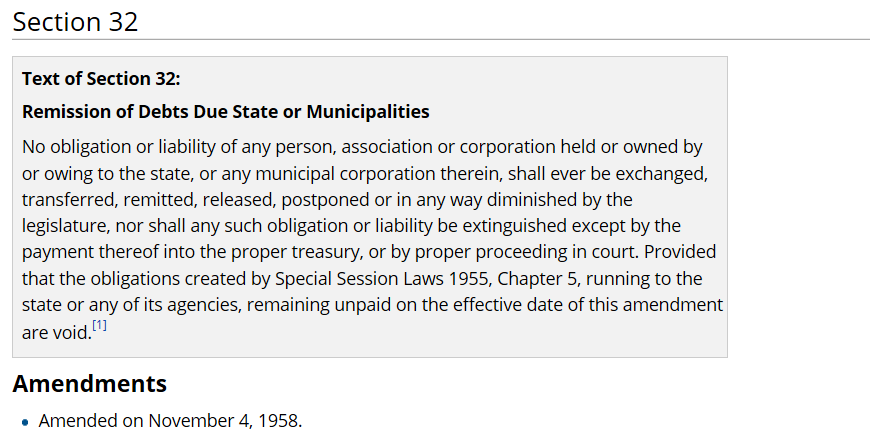 Section 32
Text of Section 32:
Remission of Debts Due State or Municipalities
No obligation or liability of any person, association or corporation held or owned by
or owing to the state, or any municipal corporation therein, shall ever be exchanged,
transferred, remitted, released, postponed or in any way diminished by the
legislature, nor shall any such obligation or liability be extinguished except by the
payment thereof into the proper treasury, or by proper proceeding in court. Provided
that the obligations created by Special Session Laws 1955, Chapter 5, running to the
state or any of its agencies, remaining unpaid on the effective date of this amendment
are void.[1]
Amendments
• Amended on November 4, 1958.